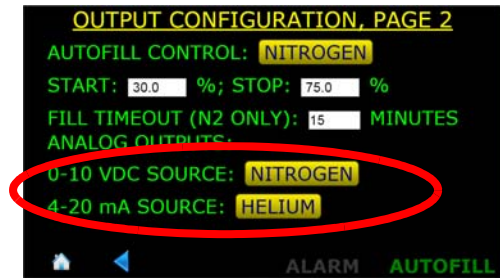 OUTPUT CONFIGURATION, PAGE 2
AUTOFILL CONTROL: NITROGEN
START: 30.0 %; STOP: 75.0 %
FILL TIMEOUT (N2 ONLY): 15 MINUTES
ANALOG OUTPUTS:
0-10 VDC SOURCE: NITROGEN
4-20 mA SOURCE: HELIUM
ALARM AUTOFILL